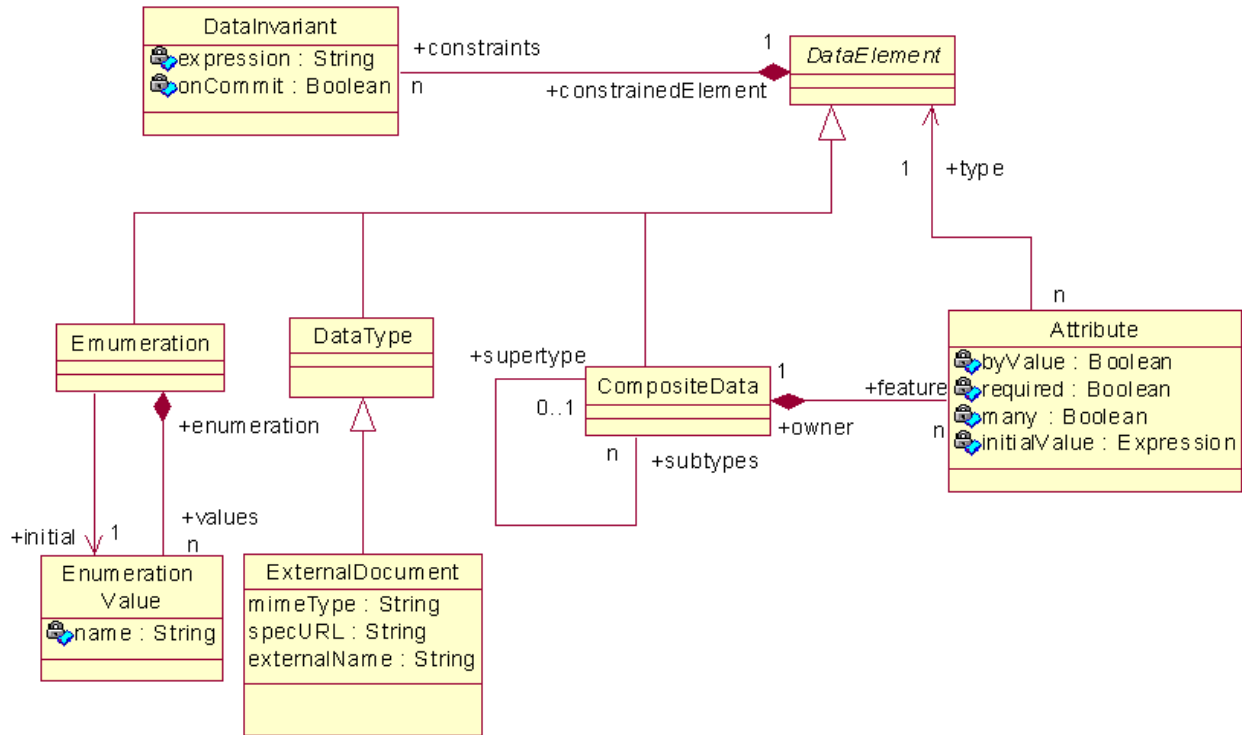 DataInvariant
expression : String
onCommit : Boolean
+constraints
n
1
+constrainedElement
DataElement
1
+type
n
Emumeration
DataType
+supertype
0..1
CompositeData
n
+subtypes
1
+owner
+feature
n
Attribute
byValue : Boolean
required : Boolean
many : Boolean
initialValue : Expression
+enumeration
+values
n
+initial
1
Enumeration
Value
name : String
ExternalDocument
mimeType : String
specURL : String
externalName : String